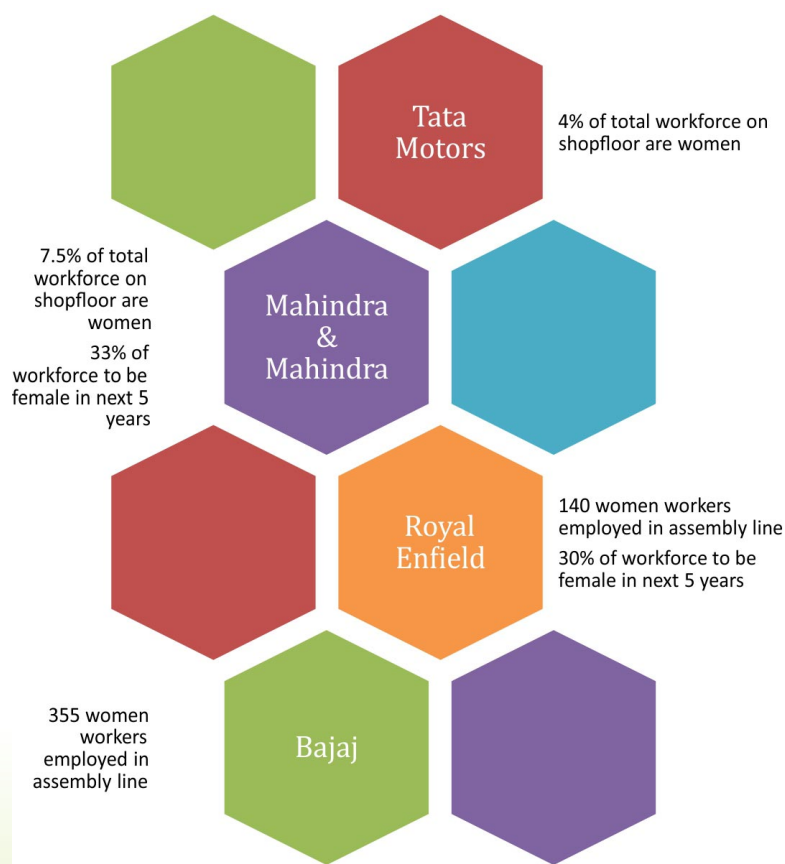 Tata
Motors
4% of total workforce on
shopfloor are women
7.5% of total
workforce on
shopfloor are
women
33% of
workforce to be
female in next 5
years
Mahindra
&
Mahindra
Royal
Enfield
140 women workers
employed in assembly line
30% of workforce to be
female in next 5 years
355 women
workers
employed in
assembly line
Bajaj